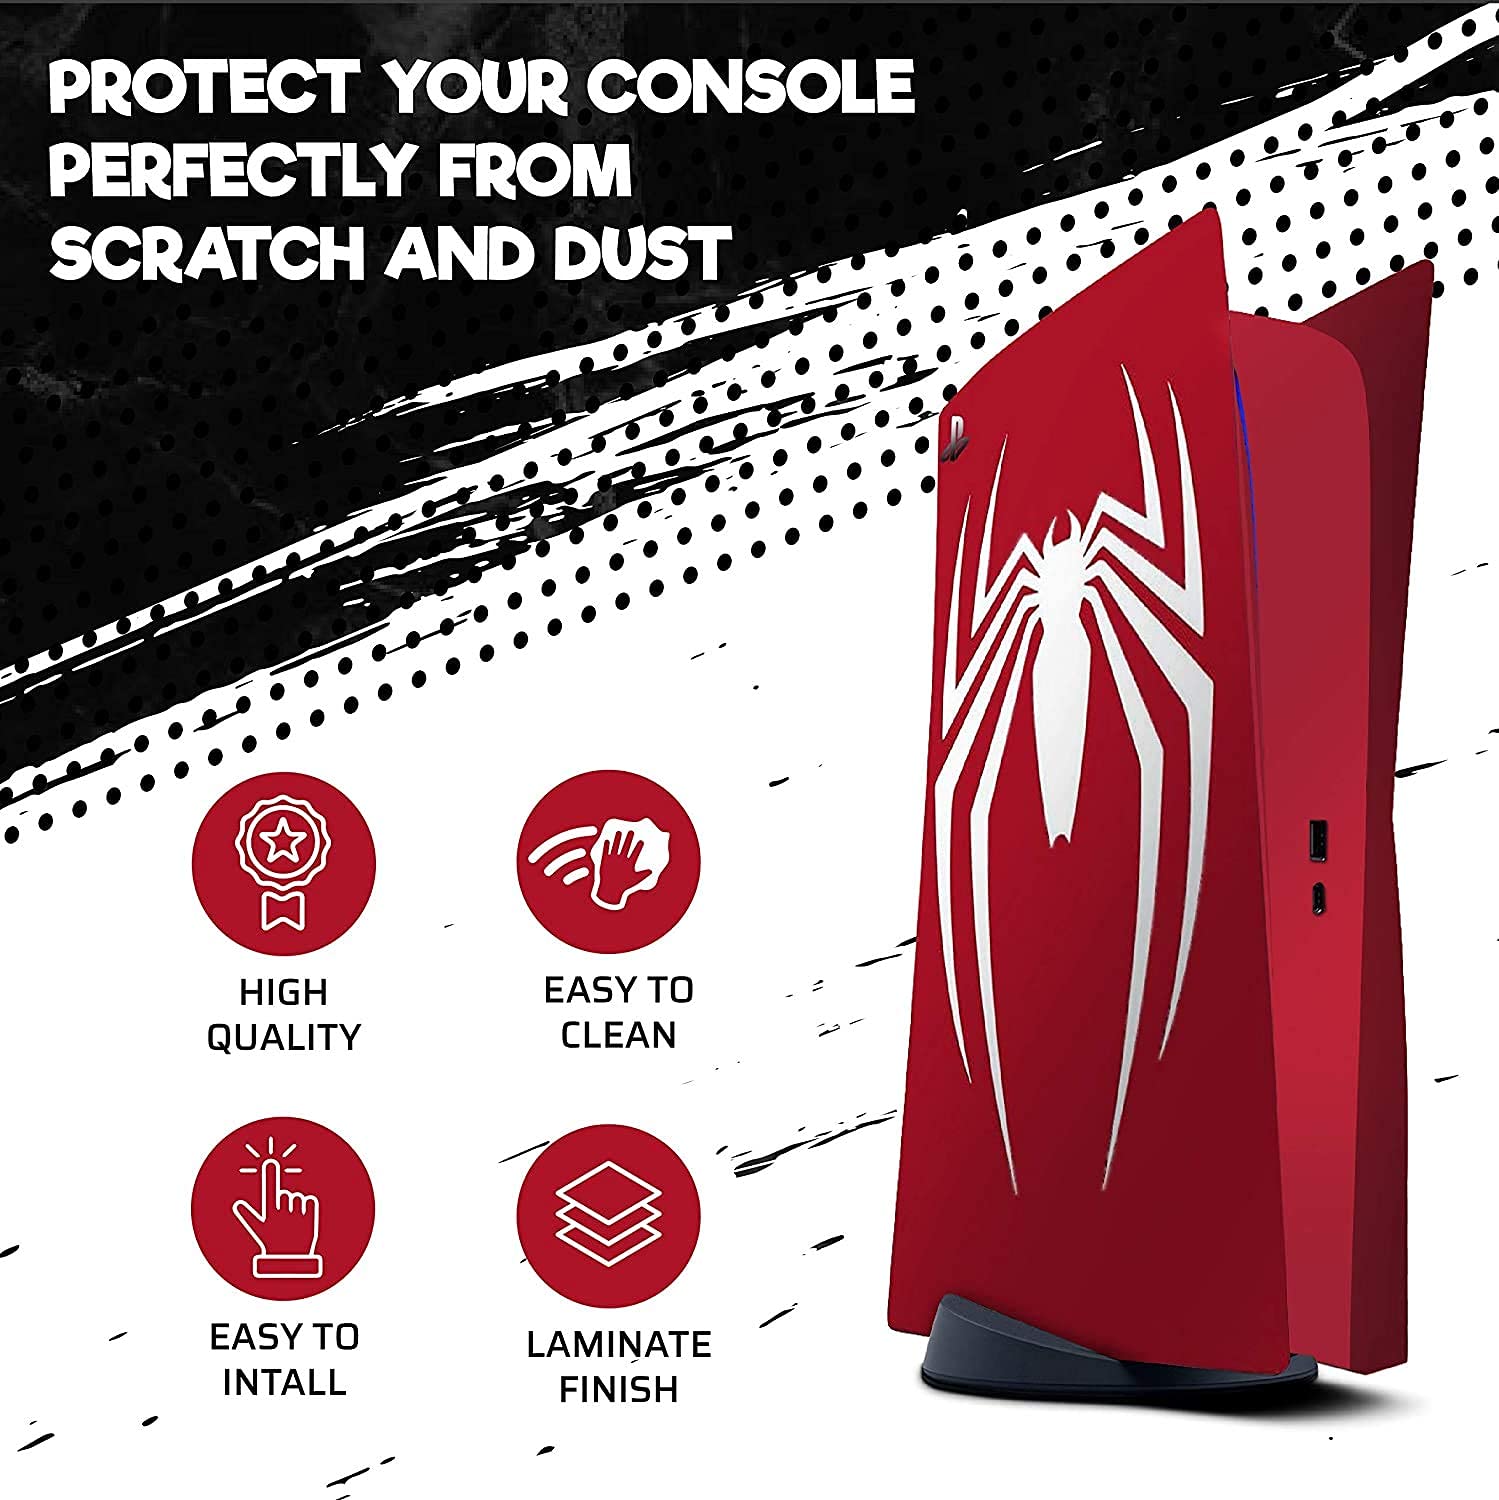 PROTECT YOUR CONSOLE
PERFECTLY FROM
SCRATCH AND DUST
HIGH
QUALITY
EASY TO
CLEAN
EASY TO
INTALL
LAMINATE
FINISH